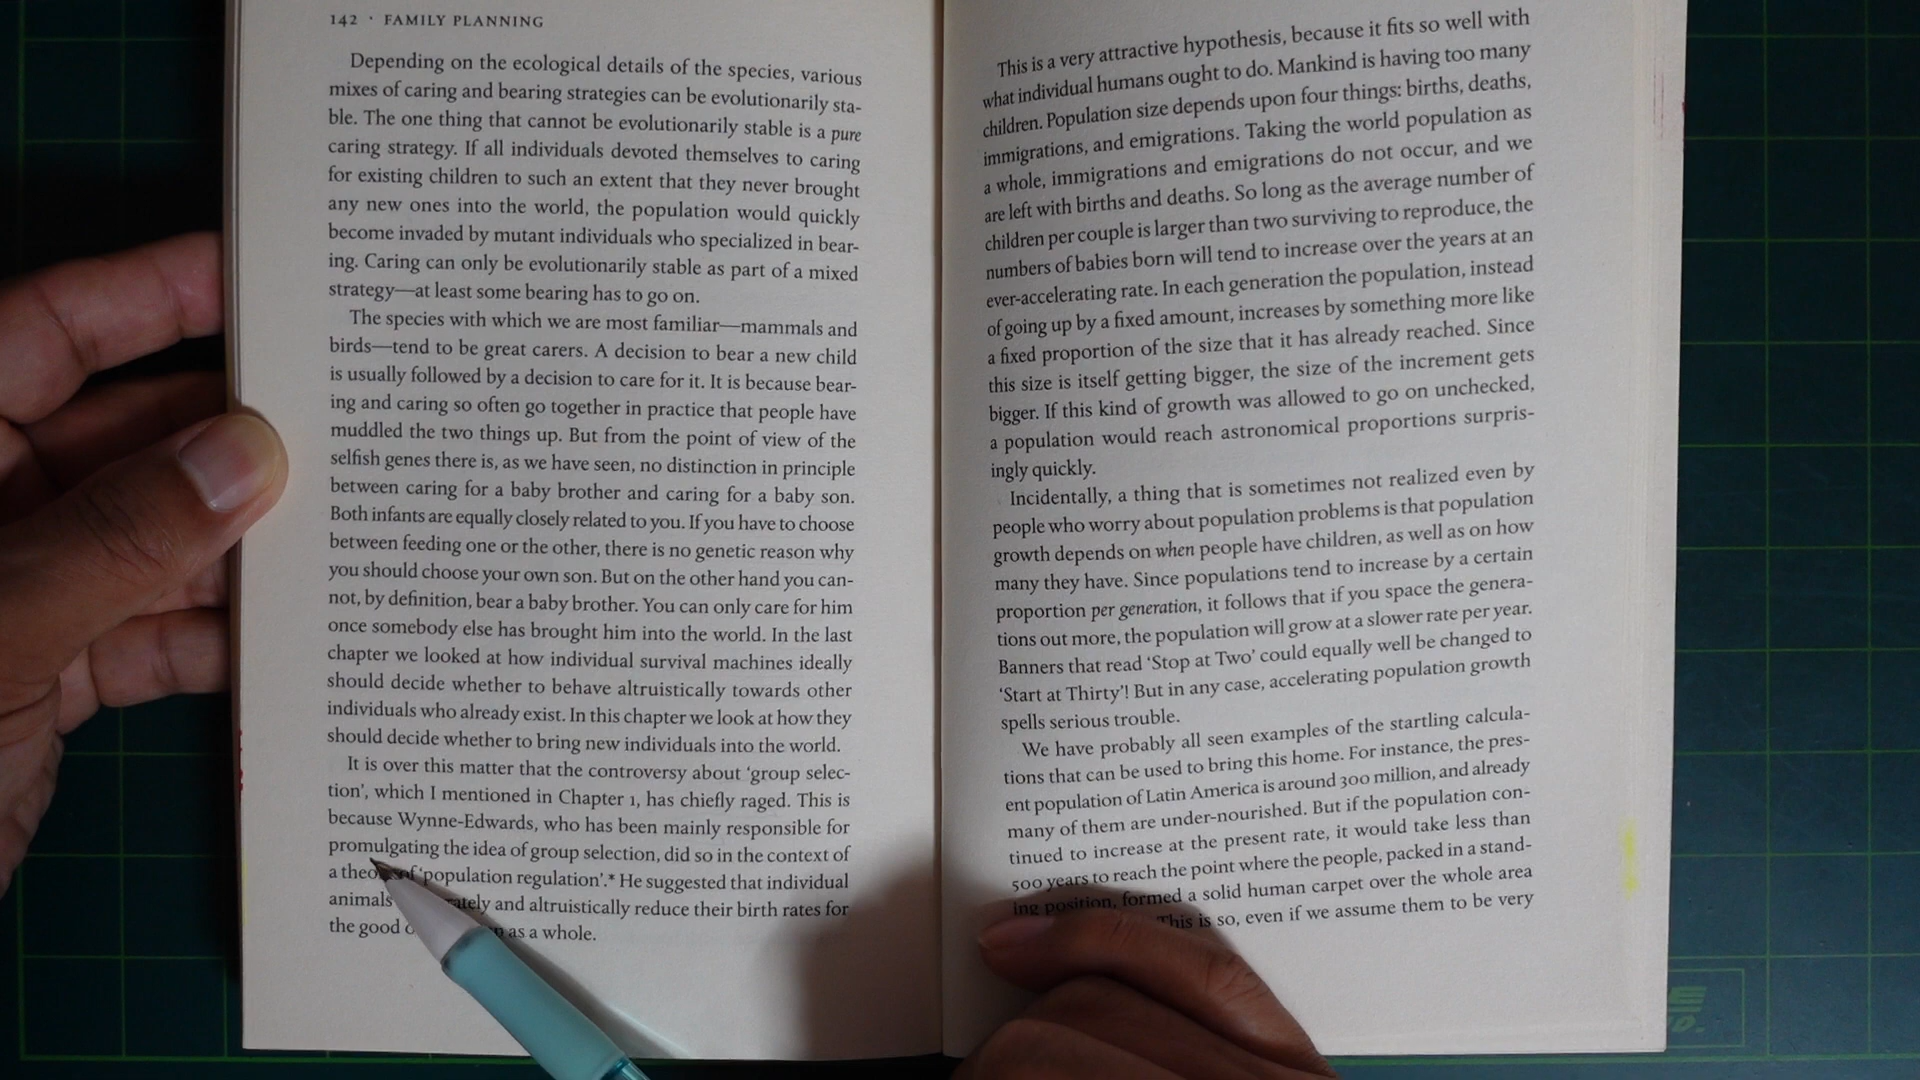 142 · FAMILY PLANNING
Depending on the ecological details of the species, various
mixes of caring and bearing strategies can be evolutionarily sta-
ble. The one thing that cannot be evolutionarily stable is a pure
caring strategy. If all individuals devoted themselves to caring
for existing children to such an extent that they never brought
any new ones into the world, the population would quickly
become invaded by mutant individuals who specialized in bear-
ing. Caring can only be evolutionarily stable as part of a mixed
strategy—at least some bearing has to go on.
The species with which we are most familiar—mammals and
birds—tend to be great carers. A decision to bear a new child
is usually followed by a decision to care for it. It is because bear-
ing and caring so often go together in practice that people have
muddled the two things up. But from the point of view of the
selfish genes there is, as we have seen, no distinction in principle
between caring for a baby brother and caring for a baby son.
Both infants are equally closely related to you. If you have to choose
between feeding one or the other, there is no genetic reason why
you should choose your own son. But on the other hand you can-
not, by definition, bear a baby brother. You can only care for him
once somebody else has brought him into the world. In the last
chapter we looked at how individual survival machines ideally
should decide whether to behave altruistically towards other
individuals who already exist. In this chapter we look at how they
should decide whether to bring new individuals into the world.
It is over this matter that the controversy about ‘group selec-
tion’, which I mentioned in Chapter 1, has chiefly raged. This is
because Wynne-Edwards, who has been mainly responsible for
promulgating the idea of group selection, did so in the context of
a of ‘population regulation’.* He suggested that individual
animals and altruistically reduce their birth rates for
the good as a whole.
This is a very attractive hypothesis, because it fits so well with
what individual humans ought to do. Mankind is having too many
children. Population size depends upon four things: births, deaths,
immigrations, and emigrations. Taking the world population as
a whole, immigrations and emigrations do not occur, and we
are left with births and deaths. So long as the average number of
children per couple is larger than two surviving to reproduce, the
numbers of babies born will tend to increase over the years at an
ever-accelerating rate. In each generation the population, instead
of going up by a fixed amount, increases by something more like
a fixed proportion of the size that it has already reached. Since
this size is itself getting bigger, the size of the increment gets
bigger. If this kind of growth was allowed to go on unchecked,
a population would reach astronomical proportions surpris-
ingly quickly.
Incidentally, a thing that is sometimes not realized even by
people who worry about population problems is that population
growth depends on when people have children, as well as on how
many they have. Since populations tend to increase by a certain
proportion per generation, it follows that if you space the genera-
tions out more, the population will grow at a slower rate per year.
Banners that read ‘Stop at Two’ could equally well be changed to
‘Start at Thirty’! But in any case, accelerating population growth
spells serious trouble.
We have probably all seen examples of the startling calcula-
tions that can be used to bring this home. For instance, the pres-
ent population of Latin America is around 300 million, and already
many of them are under-nourished. But if the population con-
tinued to increase at the present rate, it would take less than
500 years to reach the point where the people, packed in a stand-
ing position, formed a solid human carpet over the whole area
This is so, even if we assume them to be very